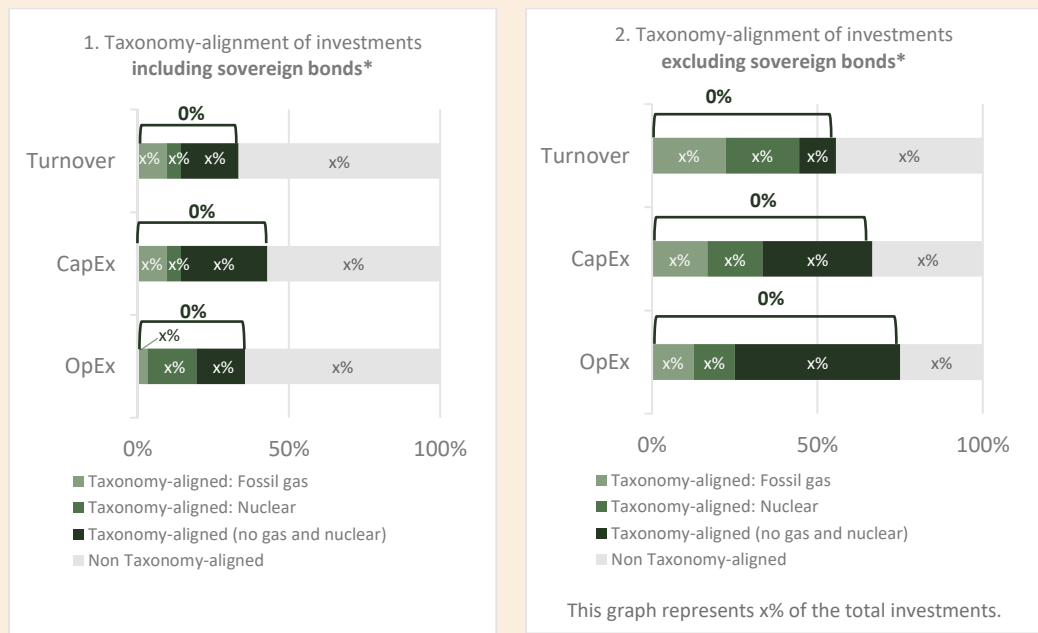 1. Taxonomy-alignment of investments
including sovereign bonds*
0%
Turnover
x% x% x% x%
0%
CapEx
x% x% x% x%
0%
x%
OpEx
x% x% x%
0% 50% 100%
Taxonomy-aligned: Fossil gas
Taxonomy-aligned: Nuclear
Taxonomy-aligned (no gas and nuclear)
Non Taxonomy-aligned
2. Taxonomy-alignment of investments
excluding sovereign bonds*
0%
Turnover
x% x% x% x%
0%
CapEx
x% x% x% x%
0%
OpEx
x% x% x% x%
0% 50% 100%
Taxonomy-aligned: Fossil gas
Taxonomy-aligned: Nuclear
Taxonomy-aligned (no gas and nuclear)
Non Taxonomy-aligned
This graph represents x% of the total investments.